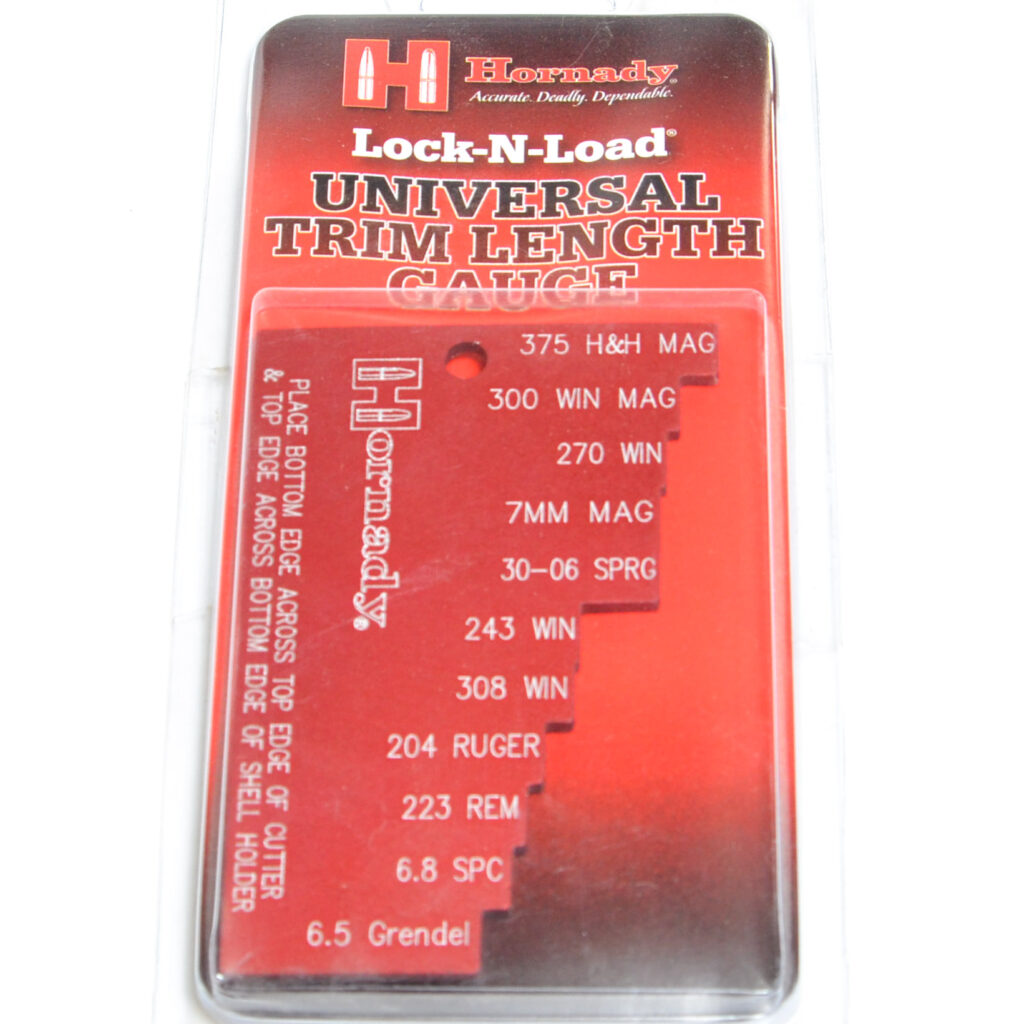 H Hornady®
Accurate. Deadly. Dependable.
Lock-N-Load®
UNIVERSAL
TRIM LENGTH
GAUGE
375 H&H MAG
300 WIN MAG
270 WIN
7MM MAG
30-06 SPRG
243 WIN
308 WIN
204 RUGER
223 REM
6.8 SPC
6.5 Grendel
Hornady®
PLACE BOTTOM EDGE ACROSS TOP EDGE OF CUTTER
& TOP EDGE ACROSS BOTTOM EDGE OF SHELL HOLDER